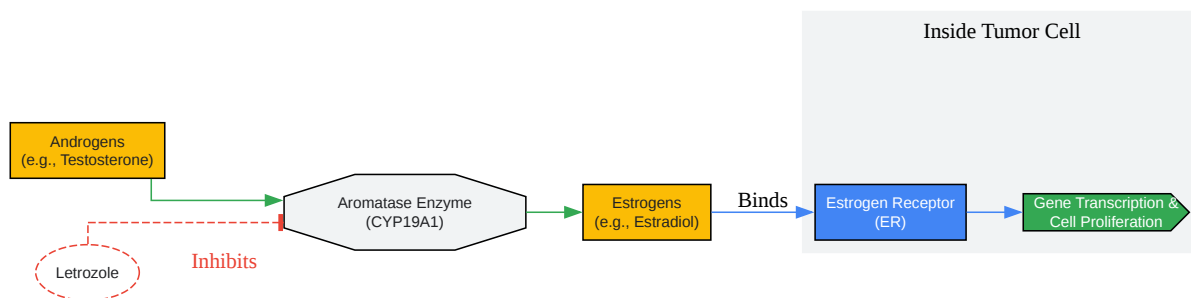 Inside Tumor Cell
Androgens
(e.g., Testosterone)
Aromatase Enzyme
(CYP19A1)
Estrogens
(e.g., Estradiol)
Binds
Estrogen Receptor
(ER)
Gene Transcription &
Cell Proliferation
Letrozole
Inhibits